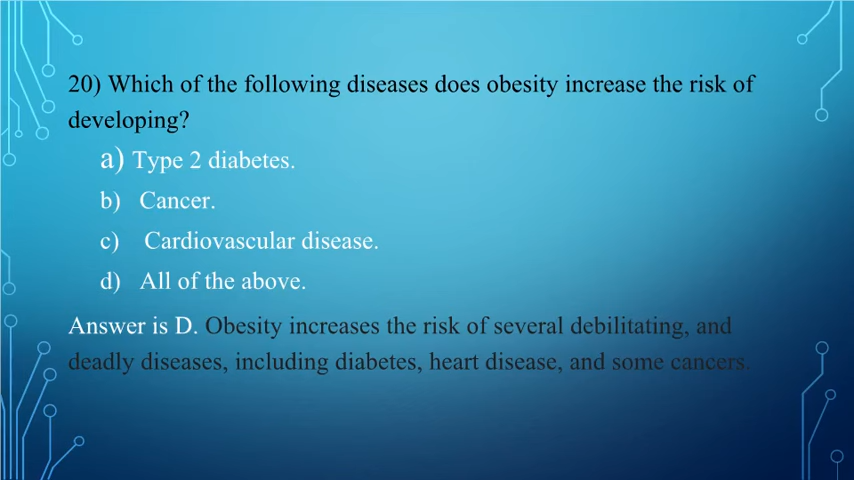 20) Which of the following diseases does obesity increase the risk of
developing?
a) Type 2 diabetes.
b) Cancer.
c) Cardiovascular disease.
d) All of the above.
Answer is D. Obesity increases the risk of several debilitating, and
deadly diseases, including diabetes, heart disease, and some cancers.